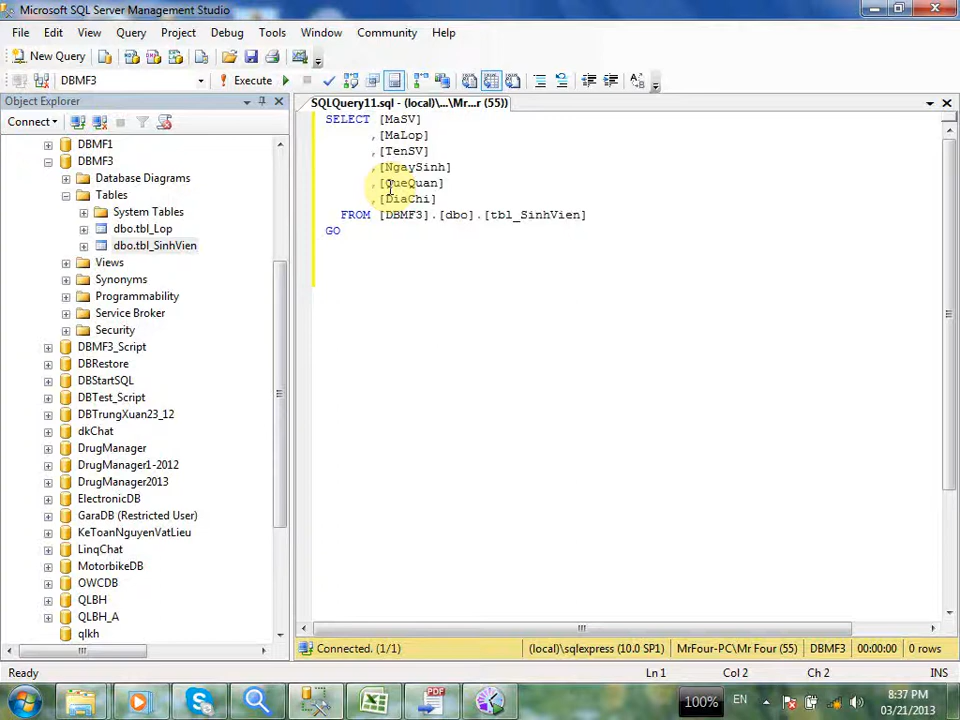 Microsoft SQL Server Management Studio
File Edit View Query Project Debug Tools Window Community Help
New Query
DBMF3 Execute
Object Explorer
SQLQuery11.sql - (local)\...\Mr...r (55))
Connect
DBMF1
DBMF3
Database Diagrams
Tables
System Tables
dbo.tbl_Lop
dbo.tbl_SinhVien
Views
Synonyms
Programmability
Service Broker
Security
DBMF3_Script
DBRestore
DBStartSQL
DBTest_Script
DBTrungXuan23_12
dkChat
DrugManager
DrugManager1-2012
DrugManager2013
ElectronicDB
GaraDB (Restricted User)
KeToanNguyenVatLieu
LinqChat
MotorbikeDB
OWCDB
QLBH
QLBH_A
qlkh
SELECT [MaSV]
,[MaLop]
,[TenSV]
,[NgaySinh]
,[QueQuan]
,[DiaChi]
FROM [DBMF3].[dbo].[tbl_SinhVien]
GO
Connected. (1/1) (local)\sqlexpress (10.0 SP1) MrFour-PC\Mr Four (55) DBMF3 00:00:00 0 rows
Ready Ln 1 Col 2 Ch 2 INS
PDF 100% EN 8:37 PM
03/21/2013